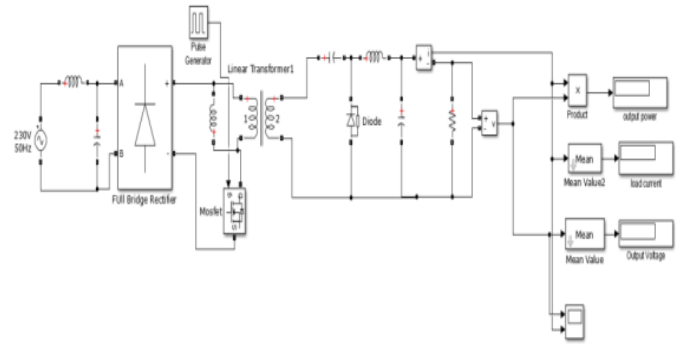 Pulse
Generator
Linear Transformer1
230V
50Hz
A
B
+
-
1
2
Diode
Mosfet
Full Bridge Rectifier
+
-
i
+
-
v
g
D
S
x
Product
output power
Mean
Mean Value2
load current
Mean
Mean Value
Output Voltage